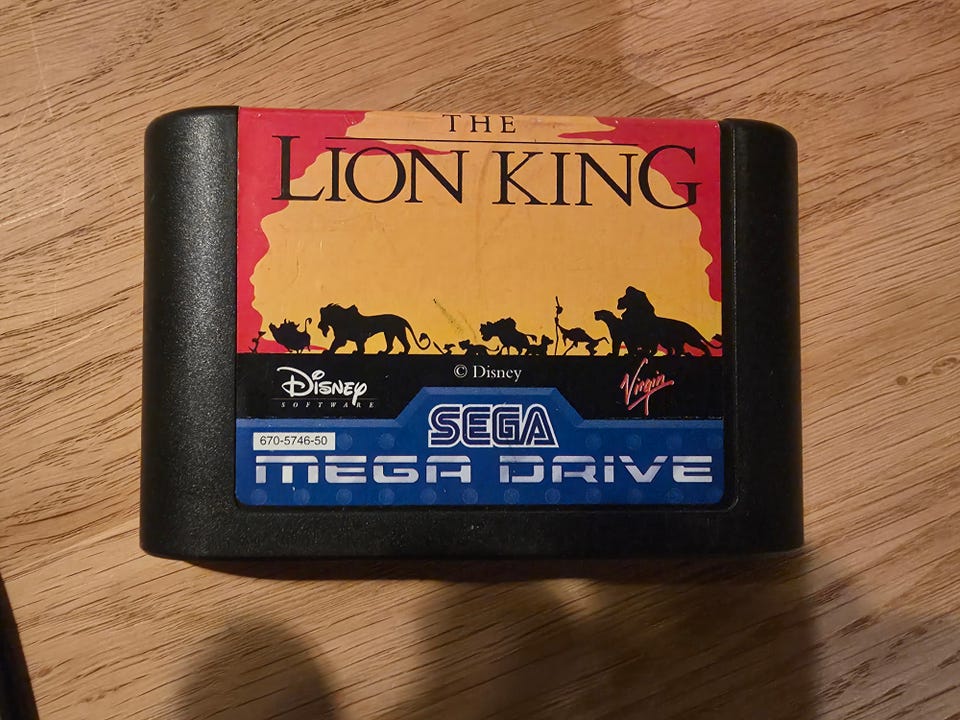 THE
LION KING
© Disney
Disney
SOFTWARE
Virgin
SEGA
670-5746-50
MEGA DRIVE